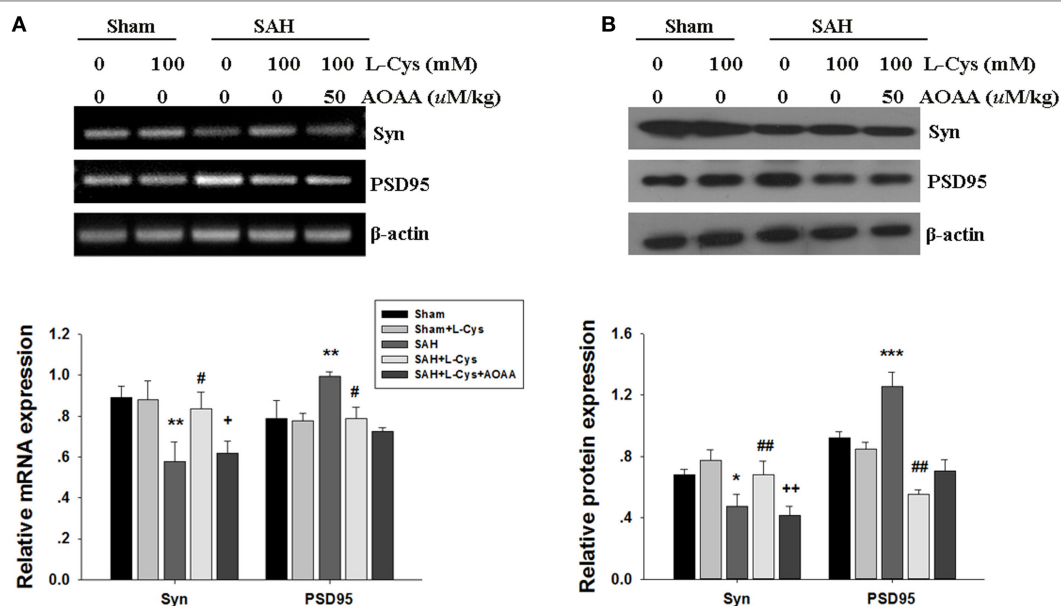 A
Sham SAH
0 100 0 100 100 L-Cys (mM)
0 0 0 0 50 AOAA (uM/kg)
Syn
PSD95
β-actin
Relative mRNA expression
1.2
1.0
.8
.6
.4
.2
0.0
** # + ** #
Syn PSD95
Sham
Sham+L-Cys
SAH
SAH+L-Cys
SAH+L-Cys+AOAA
B
Sham SAH
0 100 0 100 100 L-Cys (mM)
0 0 0 0 50 AOAA (uM/kg)
Syn
PSD95
β-actin
Relative protein expression
1.6
1.2
.8
.4
0.0
* ## ++ *** ##
Syn PSD95